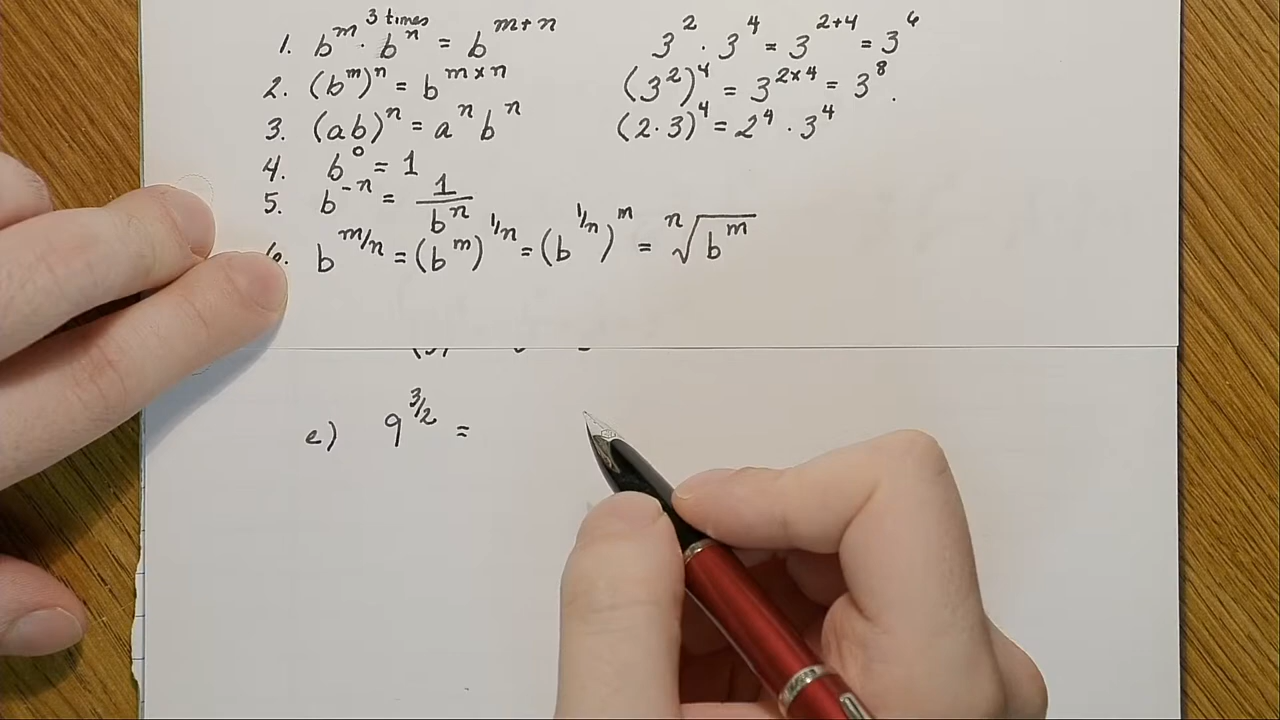 3 times
1. b^m · b^n = b^{m+n} 3^2 · 3^4 = 3^{2+4} = 3^6
2. (b^m)^n = b^{m×n} (3^2)^4 = 3^{2×4} = 3^8.
3. (ab)^n = a^n b^n (2·3)^4 = 2^4 · 3^4
4. b^0 = 1
5. b^{-n} = 1/b^n
6. b^{m/n} = (b^m)^{1/n} = (b^{1/n})^m = ⁿ√(b^m)
e) 9^{3/2} =